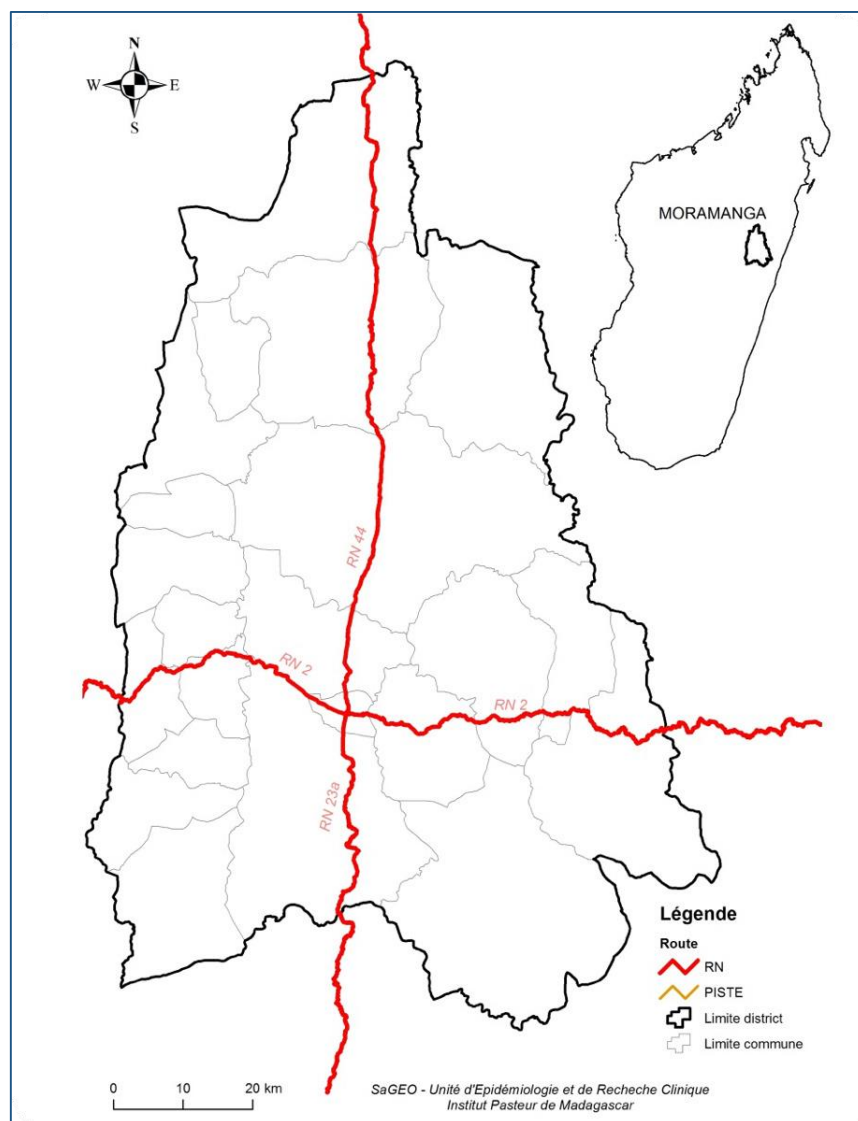 N
W E
S
MORAMANGA
RN 44
RN 2
RN 2
RN 23a
Légende
Route
RN
PISTE
Limite district
Limite commune
0 10 20 km
SaGEO - Unité d'Epidémiologie et de Recheche Clinique
Institut Pasteur de Madagascar